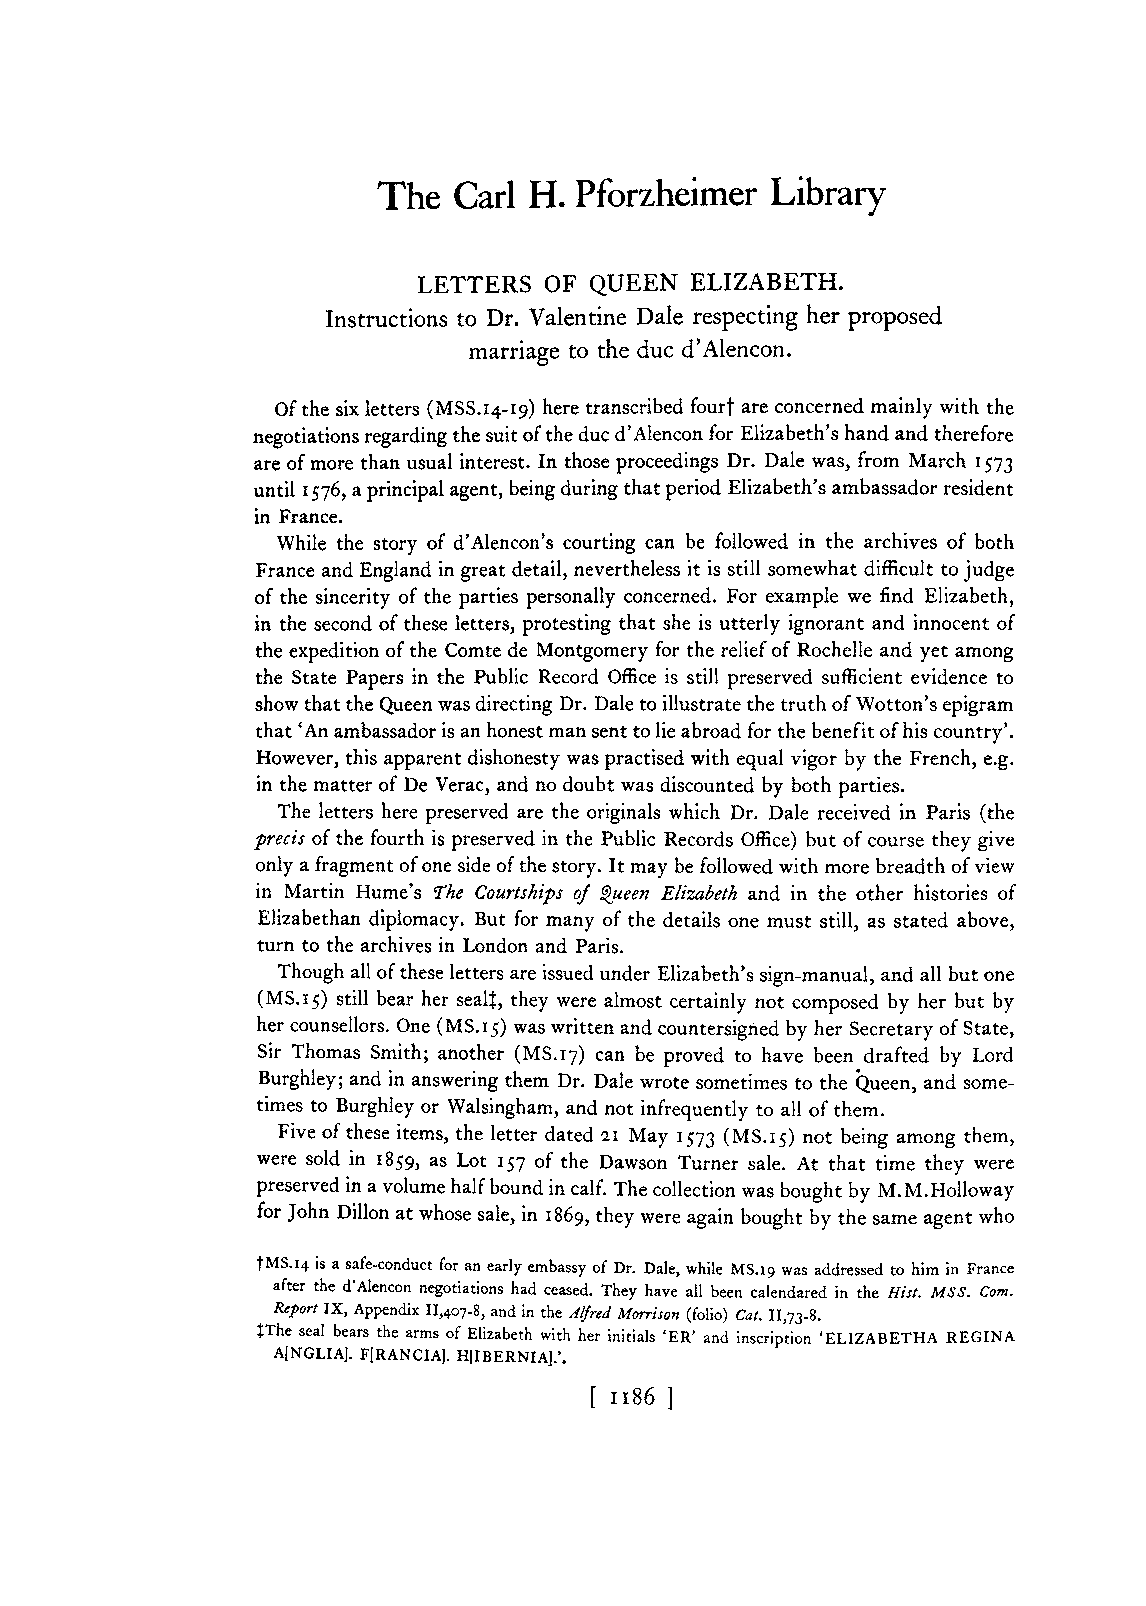 The Carl H. Pforzheimer Library
LETTERS OF QUEEN ELIZABETH.
Instructions to Dr. Valentine Dale respecting her proposed
marriage to the duc d'Alencon.
Of the six letters (MSS.14-19) here transcribed four† are concerned mainly with the
negotiations regarding the suit of the duc d'Alencon for Elizabeth's hand and therefore
are of more than usual interest. In those proceedings Dr. Dale was, from March 1573
until 1576, a principal agent, being during that period Elizabeth's ambassador resident
in France.
While the story of d'Alencon's courting can be followed in the archives of both
France and England in great detail, nevertheless it is still somewhat difficult to judge
of the sincerity of the parties personally concerned. For example we find Elizabeth,
in the second of these letters, protesting that she is utterly ignorant and innocent of
the expedition of the Comte de Montgomery for the relief of Rochelle and yet among
the State Papers in the Public Record Office is still preserved sufficient evidence to
show that the Queen was directing Dr. Dale to illustrate the truth of Wotton's epigram
that 'An ambassador is an honest man sent to lie abroad for the benefit of his country'.
However, this apparent dishonesty was practised with equal vigor by the French, e.g.
in the matter of De Verac, and no doubt was discounted by both parties.
The letters here preserved are the originals which Dr. Dale received in Paris (the
precis of the fourth is preserved in the Public Records Office) but of course they give
only a fragment of one side of the story. It may be followed with more breadth of view
in Martin Hume's The Courtships of Queen Elizabeth and in the other histories of
Elizabethan diplomacy. But for many of the details one must still, as stated above,
turn to the archives in London and Paris.
Though all of these letters are issued under Elizabeth's sign-manual, and all but one
(MS.15) still bear her seal‡, they were almost certainly not composed by her but by
her counsellors. One (MS.15) was written and countersigned by her Secretary of State,
Sir Thomas Smith; another (MS.17) can be proved to have been drafted by Lord
Burghley; and in answering them Dr. Dale wrote sometimes to the Queen, and some-
times to Burghley or Walsingham, and not infrequently to all of them.
Five of these items, the letter dated 21 May 1573 (MS.15) not being among them,
were sold in 1859, as Lot 157 of the Dawson Turner sale. At that time they were
preserved in a volume half bound in calf. The collection was bought by M.M.Holloway
for John Dillon at whose sale, in 1869, they were again bought by the same agent who
†MS.14 is a safe-conduct for an early embassy of Dr. Dale, while MS.19 was addressed to him in France
after the d'Alencon negotiations had ceased. They have all been calendared in the Hist. MSS. Com.
Report IX, Appendix II,407-8, and in the Alfred Morrison (folio) Cat. II,73-8.
‡The seal bears the arms of Elizabeth with her initials 'ER' and inscription 'ELIZABETHA REGINA
A[NGLIA]. F[RANCIA]. H[IBERNIA].'.
[ 1186 ]